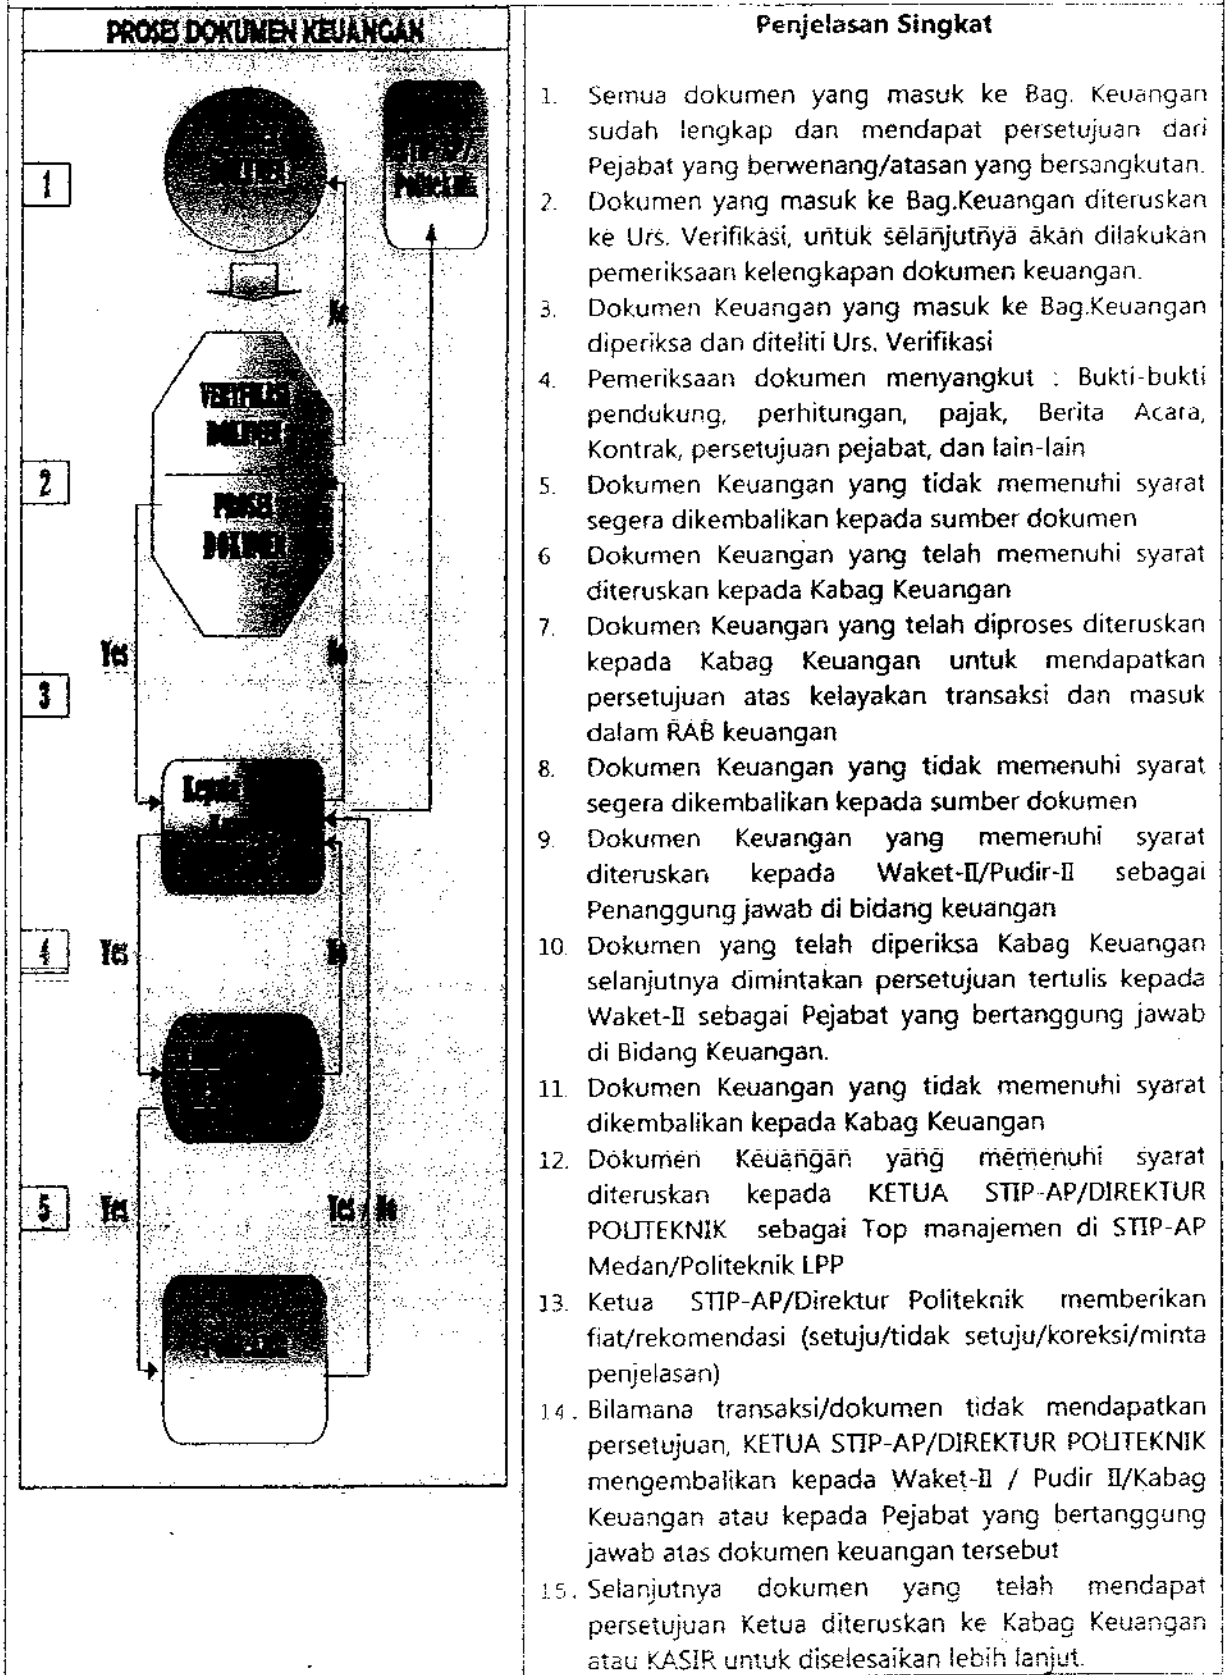 PROSES DOKUMEN KEUANGAN
1
Politeknik
No
VERIFIKASI
DOKUMEN
2
PROSES
DOKUMEN
Yes
No
3
Kepala
4
Yes
No
5
Yes
Yes / No
Penjelasan Singkat
1. Semua dokumen yang masuk ke Bag. Keuangan
sudah lengkap dan mendapat persetujuan dari
Pejabat yang berwenang/atasan yang bersangkutan.
2. Dokumen yang masuk ke Bag.Keuangan diteruskan
ke Urs. Verifikasi, untuk selanjutnya akan dilakukan
pemeriksaan kelengkapan dokumen keuangan.
3. Dokumen Keuangan yang masuk ke Bag.Keuangan
diperiksa dan diteliti Urs. Verifikasi
4. Pemeriksaan dokumen menyangkut : Bukti-bukti
pendukung, perhitungan, pajak, Berita Acara,
Kontrak, persetujuan pejabat, dan lain-lain
5. Dokumen Keuangan yang tidak memenuhi syarat
segera dikembalikan kepada sumber dokumen
6 Dokumen Keuangan yang telah memenuhi syarat
diteruskan kepada Kabag Keuangan
7. Dokumen Keuangan yang telah diproses diteruskan
kepada Kabag Keuangan untuk mendapatkan
persetujuan atas kelayakan transaksi dan masuk
dalam RAB keuangan
8. Dokumen Keuangan yang tidak memenuhi syarat
segera dikembalikan kepada sumber dokumen
9. Dokumen Keuangan yang memenuhi syarat
diteruskan kepada Waket-II/Pudir-II sebagai
Penanggung jawab di bidang keuangan
10. Dokumen yang telah diperiksa Kabag Keuangan
selanjutnya dimintakan persetujuan tertulis kepada
Waket-II sebagai Pejabat yang bertanggung jawab
di Bidang Keuangan.
11. Dokumen Keuangan yang tidak memenuhi syarat
dikembalikan kepada Kabag Keuangan
12. Dokumen Keuangan yang memenuhi syarat
diteruskan kepada KETUA STIP-AP/DIREKTUR
POLITEKNIK sebagai Top manajemen di STIP-AP
Medan/Politeknik LPP
13. Ketua STIP-AP/Direktur Politeknik memberikan
fiat/rekomendasi (setuju/tidak setuju/koreksi/minta
penjelasan)
14. Bilamana transaksi/dokumen tidak mendapatkan
persetujuan, KETUA STIP-AP/DIREKTUR POLITEKNIK
mengembalikan kepada Waket-II / Pudir II/Kabag
Keuangan atau kepada Pejabat yang bertanggung
jawab atas dokumen keuangan tersebut
15. Selanjutnya dokumen yang telah mendapat
persetujuan Ketua diteruskan ke Kabag Keuangan
atau KASIR untuk diselesaikan lebih lanjut.